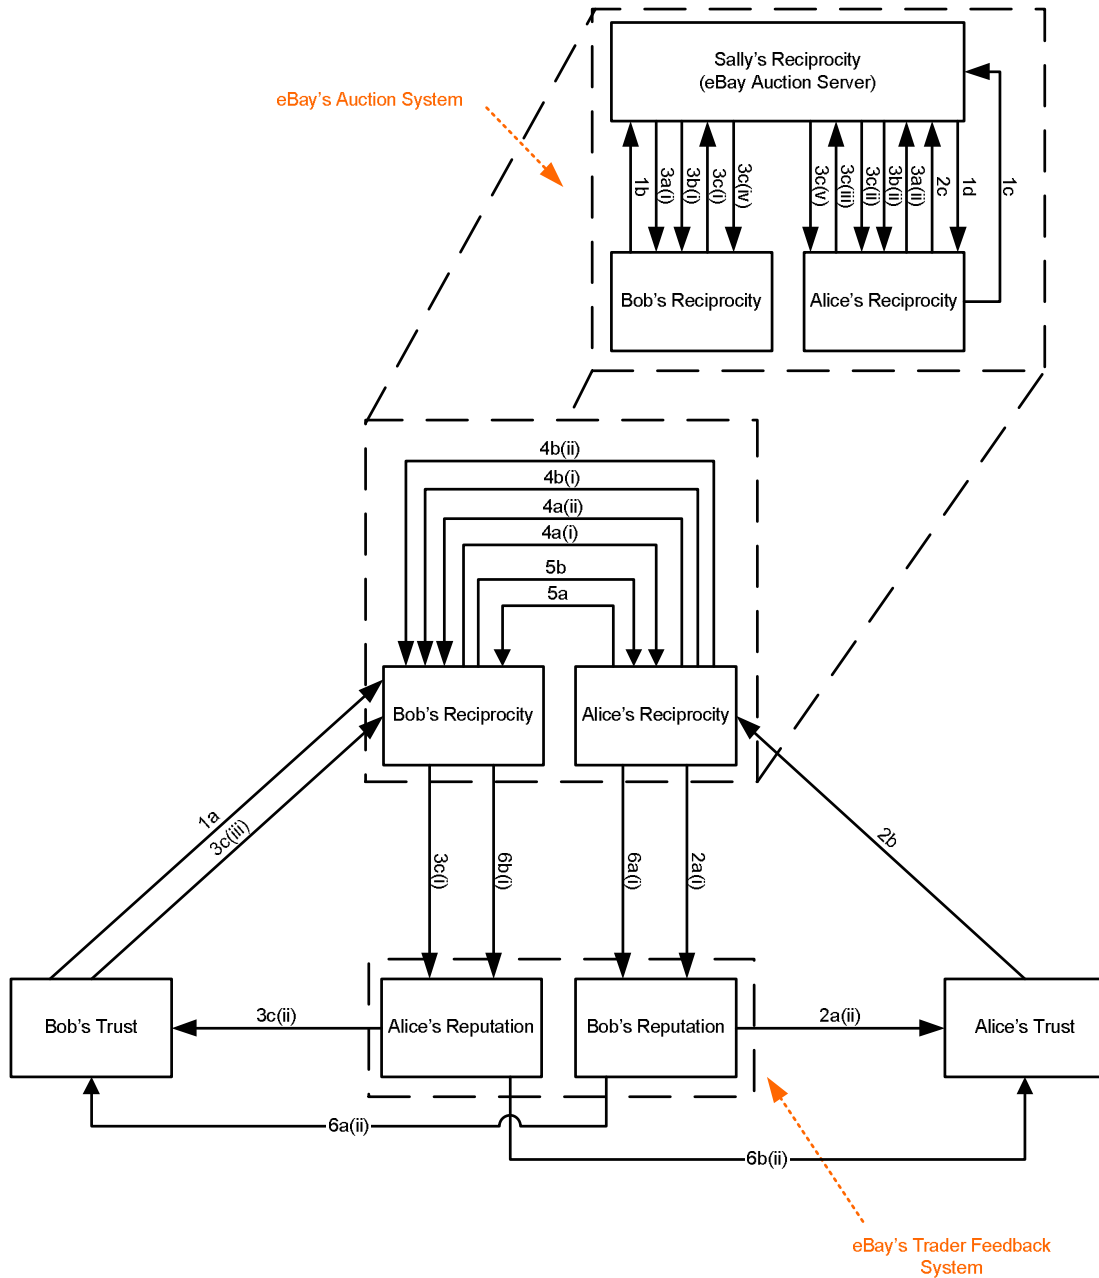 Sally's Reciprocity
(eBay Auction Server)
eBay's Auction System
1b
3a(i)
3b(i)
3c(i)
3c(iv)
3c(v)
3c(iii)
3c(ii)
3b(ii)
3a(ii)
2c
1d
1c
Bob's Reciprocity
Alice's Reciprocity
4b(ii)
4b(i)
4a(ii)
4a(i)
5b
5a
Bob's Reciprocity
Alice's Reciprocity
1a
3c(iii)
2b
3c(i)
6b(i)
6a(i)
2a(i)
Bob's Trust
3c(ii)
Alice's Reputation
Bob's Reputation
2a(ii)
Alice's Trust
6a(ii)
6b(ii)
eBay's Trader Feedback
System